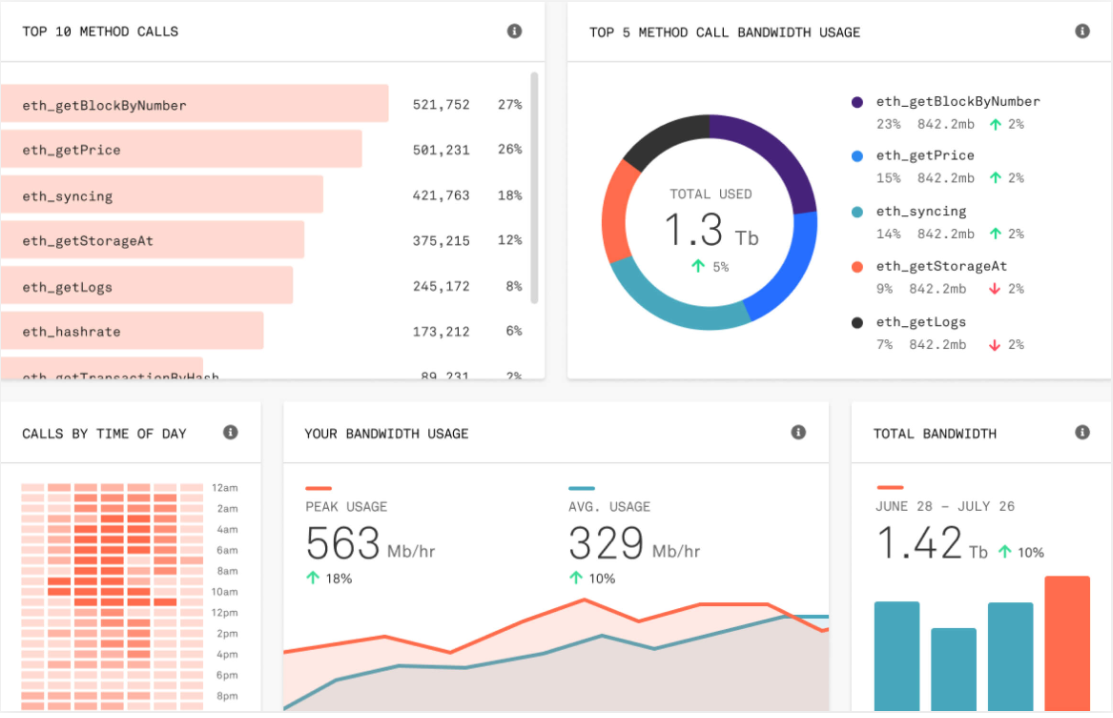 TOP 10 METHOD CALLS
eth_getBlockByNumber 521,752 27%
eth_getPrice 501,231 26%
eth_syncing 421,763 18%
eth_getStorageAt 375,215 12%
eth_getLogs 245,172 8%
eth_hashrate 173,212 6%
eth_getTransactionByHash 89,231 2%
TOP 5 METHOD CALL BANDWIDTH USAGE
TOTAL USED
1.3 Tb
5%
eth_getBlockByNumber
23% 842.2mb 2%
eth_getPrice
15% 842.2mb 2%
eth_syncing
14% 842.2mb 2%
eth_getStorageAt
9% 842.2mb 2%
eth_getLogs
7% 842.2mb 2%
CALLS BY TIME OF DAY
12am
2am
4am
6am
8am
10am
12pm
2pm
4pm
6pm
8pm
YOUR BANDWIDTH USAGE
PEAK USAGE
563 Mb/hr
18%
AVG. USAGE
329 Mb/hr
10%
TOTAL BANDWIDTH
JUNE 28 – JULY 26
1.42 Tb 10%